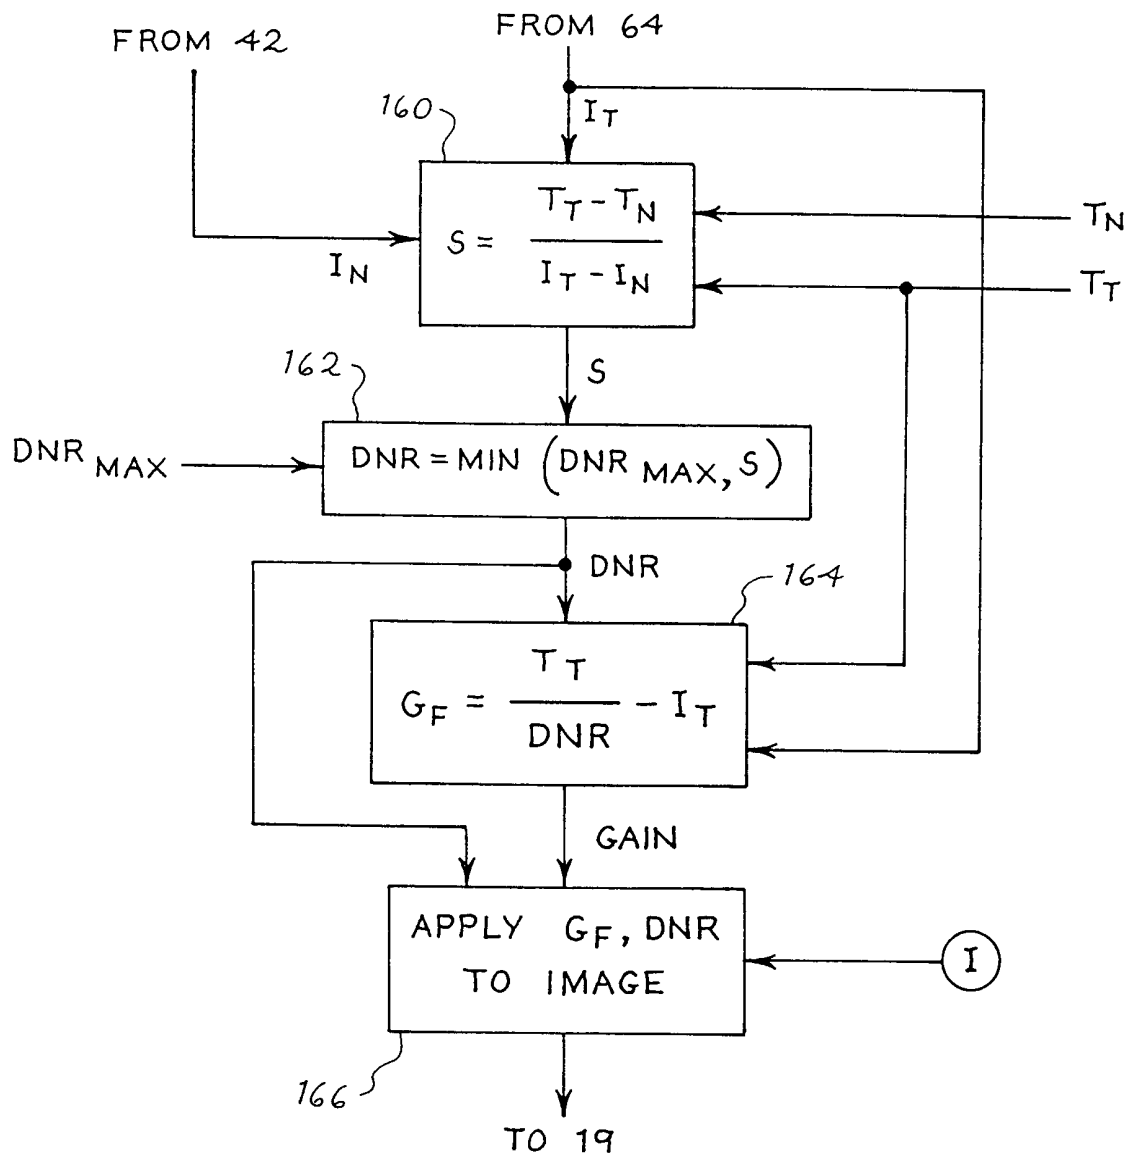 FROM 42
FROM 64
160
I_T
S = (T_T - T_N) / (I_T - I_N)
T_N
I_N
T_T
162
S
DNR_MAX
DNR = MIN (DNR_MAX, S)
DNR
164
G_F = T_T / DNR - I_T
GAIN
APPLY G_F, DNR
TO IMAGE
I
166
TO 19